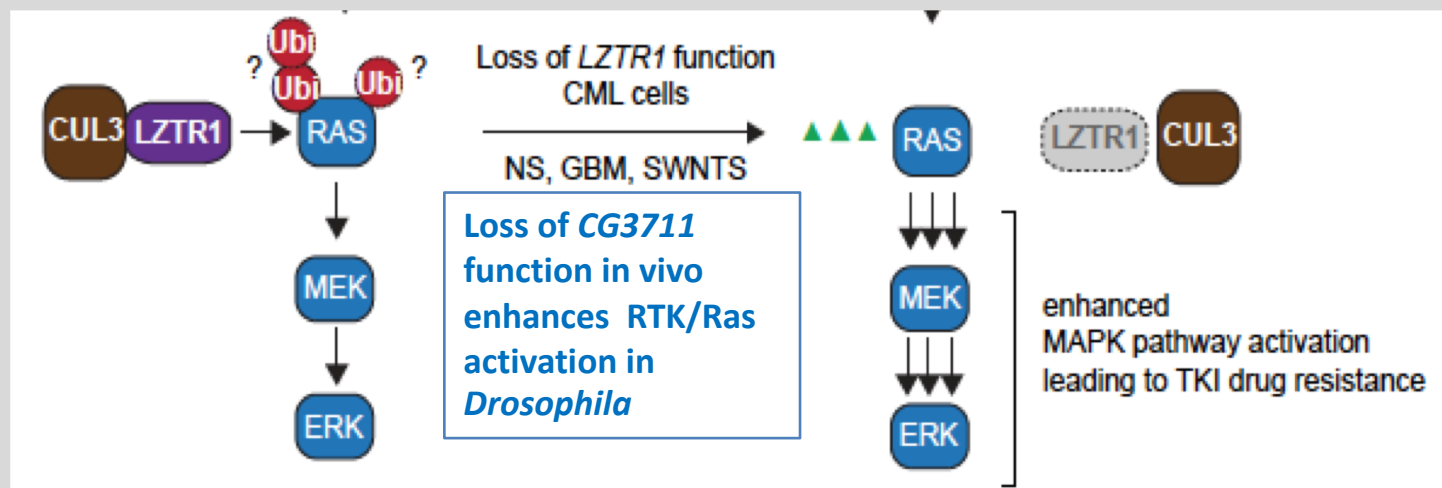 Ubi
? Ubi Ubi ?
CUL3 LZTR1 RAS
Loss of LZTR1 function
CML cells
NS, GBM, SWNTS
RAS LZTR1 CUL3
Loss of CG3711
function in vivo
enhances RTK/Ras
activation in
Drosophila
MEK
ERK
MEK
ERK
enhanced
MAPK pathway activation
leading to TKI drug resistance